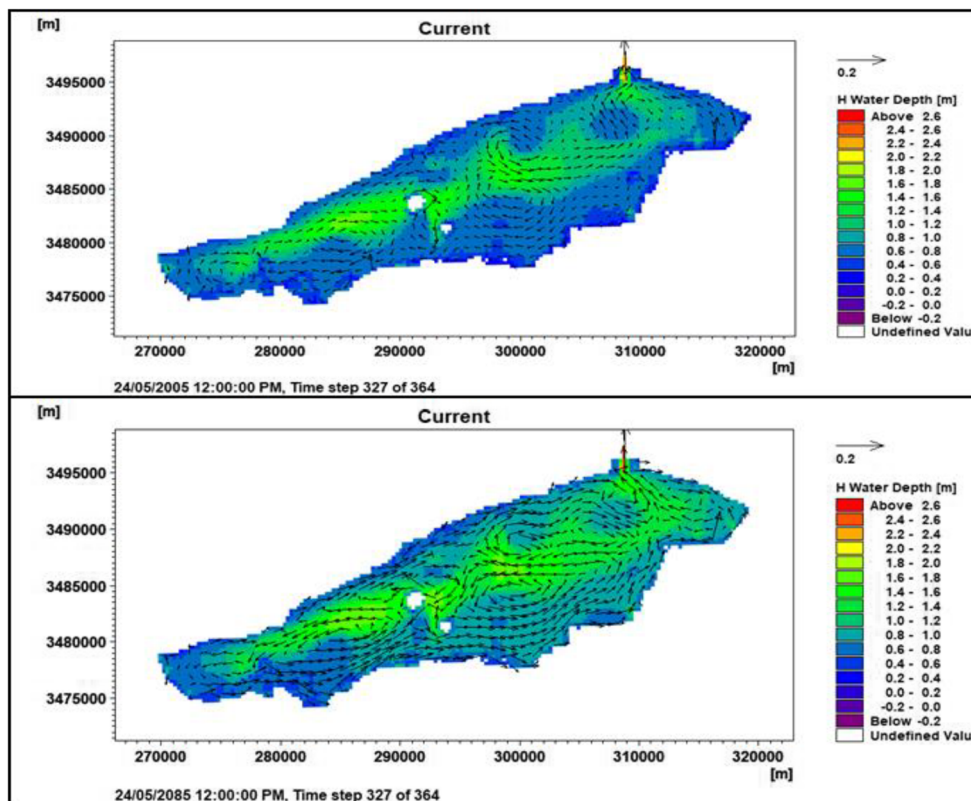 [m]
Current
3495000
3490000
3485000
3480000
3475000
270000 280000 290000 300000 310000 320000
[m]
24/05/2005 12:00:00 PM, Time step 327 of 364
0.2
H Water Depth [m]
Above 2.6
2.4 - 2.6
2.2 - 2.4
2.0 - 2.2
1.8 - 2.0
1.6 - 1.8
1.4 - 1.6
1.2 - 1.4
1.0 - 1.2
0.8 - 1.0
0.6 - 0.8
0.4 - 0.6
0.2 - 0.4
0.0 - 0.2
-0.2 - 0.0
Below -0.2
Undefined Valu
[m]
Current
3495000
3490000
3485000
3480000
3475000
270000 280000 290000 300000 310000 320000
[m]
24/05/2085 12:00:00 PM, Time step 327 of 364
0.2
H Water Depth [m]
Above 2.6
2.4 - 2.6
2.2 - 2.4
2.0 - 2.2
1.8 - 2.0
1.6 - 1.8
1.4 - 1.6
1.2 - 1.4
1.0 - 1.2
0.8 - 1.0
0.6 - 0.8
0.4 - 0.6
0.2 - 0.4
0.0 - 0.2
-0.2 - 0.0
Below -0.2
Undefined Valu